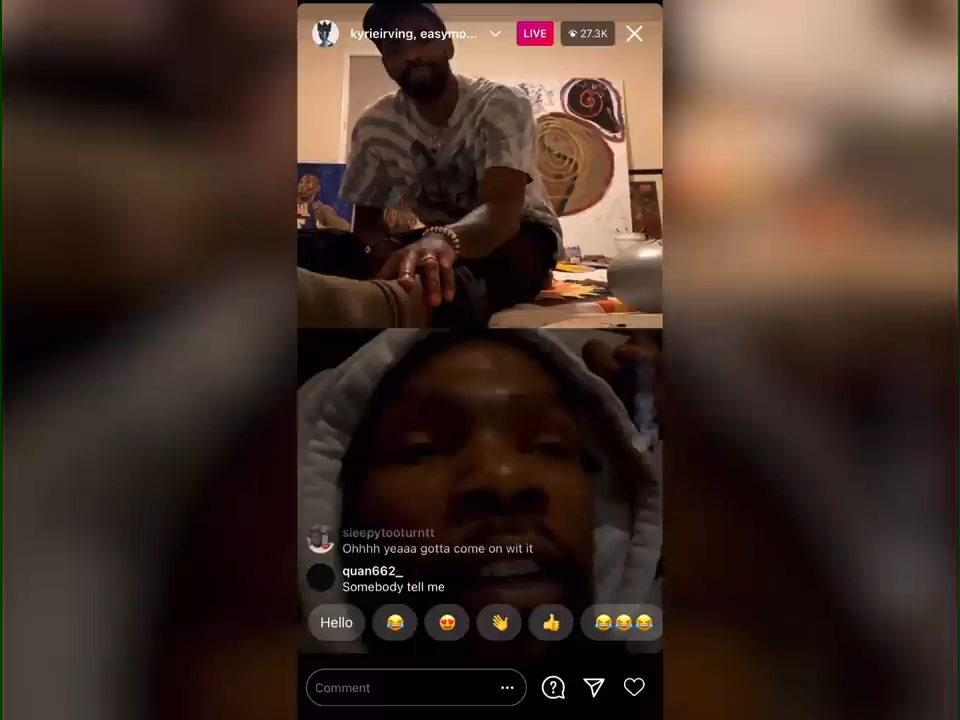 kyrieirving, easymo...
LIVE
27.3K
sleepytooturntt
Ohhhh yeaaa gotta come on wit it
quan662_
Somebody tell me
Hello
Comment